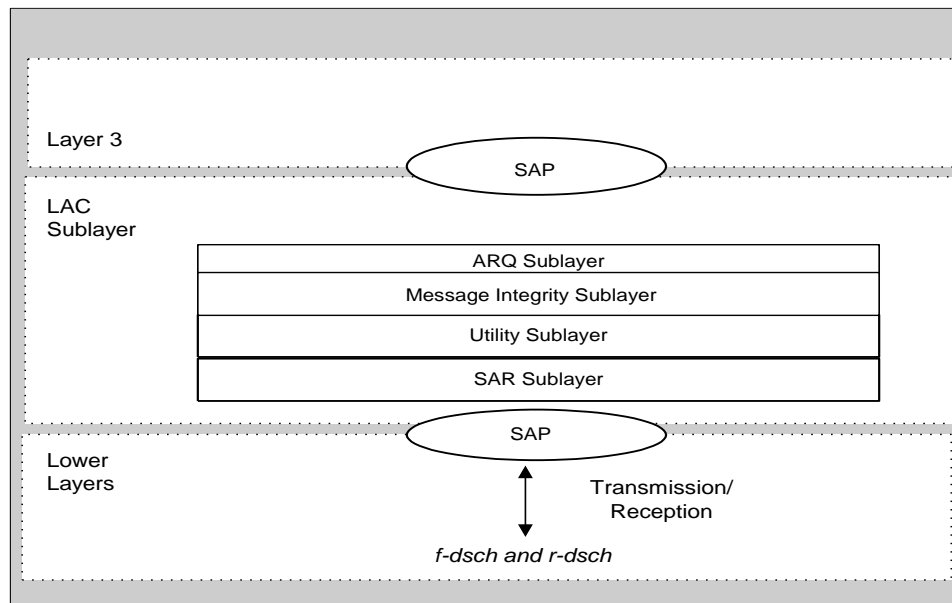 Layer 3
SAP
LAC
Sublayer
ARQ Sublayer
Message Integrity Sublayer
Utility Sublayer
SAR Sublayer
SAP
Lower
Layers
Transmission/
Reception
f-dsch and r-dsch